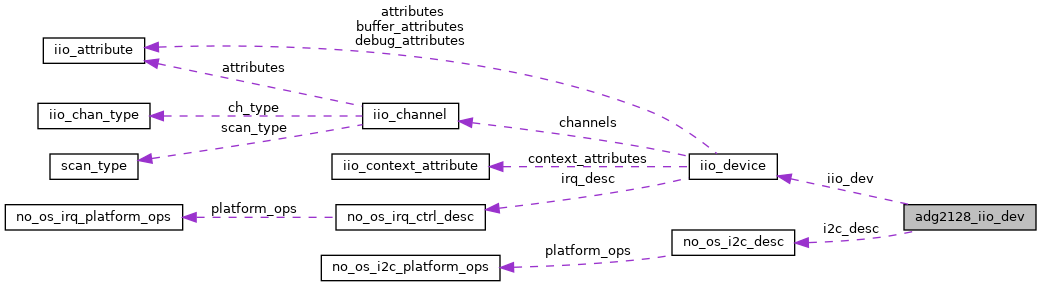 attributes
buffer_attributes
debug_attributes
iio_attribute
attributes
iio_chan_type
ch_type
iio_channel
scan_type
channels
scan_type
iio_context_attribute
context_attributes
iio_device
irq_desc
iio_dev
no_os_irq_platform_ops
platform_ops
no_os_irq_ctrl_desc
adg2128_iio_dev
i2c_desc
no_os_i2c_desc
platform_ops
no_os_i2c_platform_ops